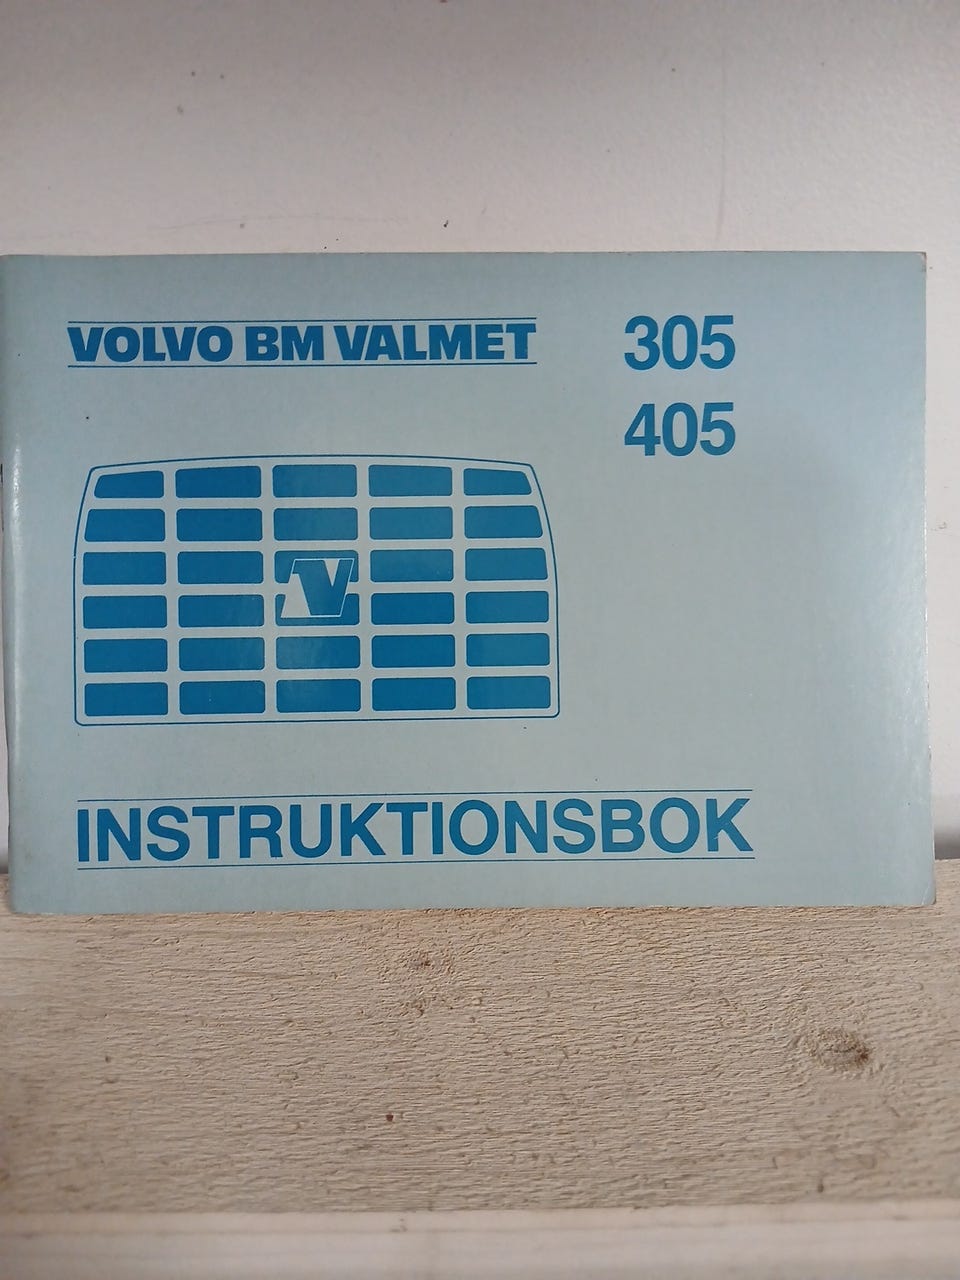 VOLVO BM VALMET
305
405
V
INSTRUKTIONSBOK